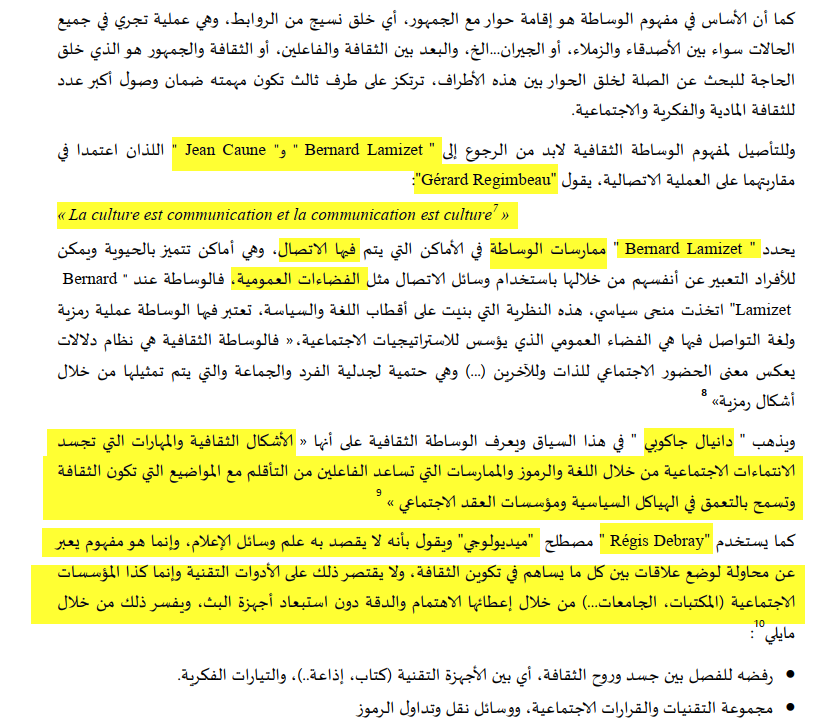 كما أن الأساس في مفهوم الوساطة هو إقامة حوار مع الجمهور، أي خلق نسيج من الروابط، وهي عملية تجري في جميع
الحالات سواء بين الأصدقاء والزملاء، أو الجيران...الخ، والبعد بين الثقافة والفاعلين، أو الثقافة والجمهور هو الذي خلق
الحاجة للبحث عن الصلة لخلق الحوار بين هذه الأطراف، ترتكز على طرف ثالث تكون مهمته ضمان وصول أكبر عدد
للثقافة المادية والفكرية والاجتماعية.
وللتأصيل لمفهوم الوساطة الثقافية لابد من الرجوع إلى " Bernard Lamizet " و" Jean Caune " اللذان اعتمدا في
مقاربتهما على العملية الاتصالية، يقول "Gérard Regimbeau":
« La culture est communication et la communication est culture⁷ »
يحدد " Bernard Lamizet " ممارسات الوساطة في الأماكن التي يتم فيها الاتصال، وهي أماكن تتميز بالحيوية ويمكن
للأفراد التعبير عن أنفسهم من خلالها باستخدام وسائل الاتصال مثل الفضاءات العمومية، فالوساطة عند " Bernard
Lamizet" اتخذت منحى سياسي، هذه النظرية التي بنيت على أقطاب اللغة والسياسة، تعتبر فيها الوساطة عملية رمزية
ولغة التواصل فيها هي الفضاء العمومي الذي يؤسس للاستراتيجيات الاجتماعية،« فالوساطة الثقافية هي نظام دلالات
يعكس معنى الحضور الاجتماعي للذات وللآخرين (...) وهي حتمية لجدلية الفرد والجماعة والتي يتم تمثيلها من خلال
أشكال رمزية» ⁸
ويذهب " دانيال جاكوبي " في هذا السياق ويعرف الوساطة الثقافية على أنها « الأشكال الثقافية والمهارات التي تجسد
الانتماءات الاجتماعية من خلال اللغة والرموز والممارسات التي تساعد الفاعلين من التأقلم مع المواضيع التي تكون الثقافة
وتسمح بالتعمق في الهياكل السياسية ومؤسسات العقد الاجتماعي » ⁹
كما يستخدم "Régis Debray " مصطلح "ميديولوجي" ويقول بأنه لا يقصد به علم وسائل الإعلام، وإنما هو مفهوم يعبر
عن محاولة لوضع علاقات بين كل ما يساهم في تكوين الثقافة، ولا يقتصر ذلك على الأدوات التقنية وإنما كذا المؤسسات
الاجتماعية (المكتبات، الجامعات...) من خلال إعطائها الاهتمام والدقة دون استبعاد أجهزة البث، ويفسر ذلك من خلال
مايلي¹⁰:
● رفضه للفصل بين جسد وروح الثقافة، أي بين الأجهزة التقنية (كتاب، إذاعة..)، والتيارات الفكرية.
● مجموعة التقنيات والقرارات الاجتماعية، ووسائل نقل وتداول الرموز